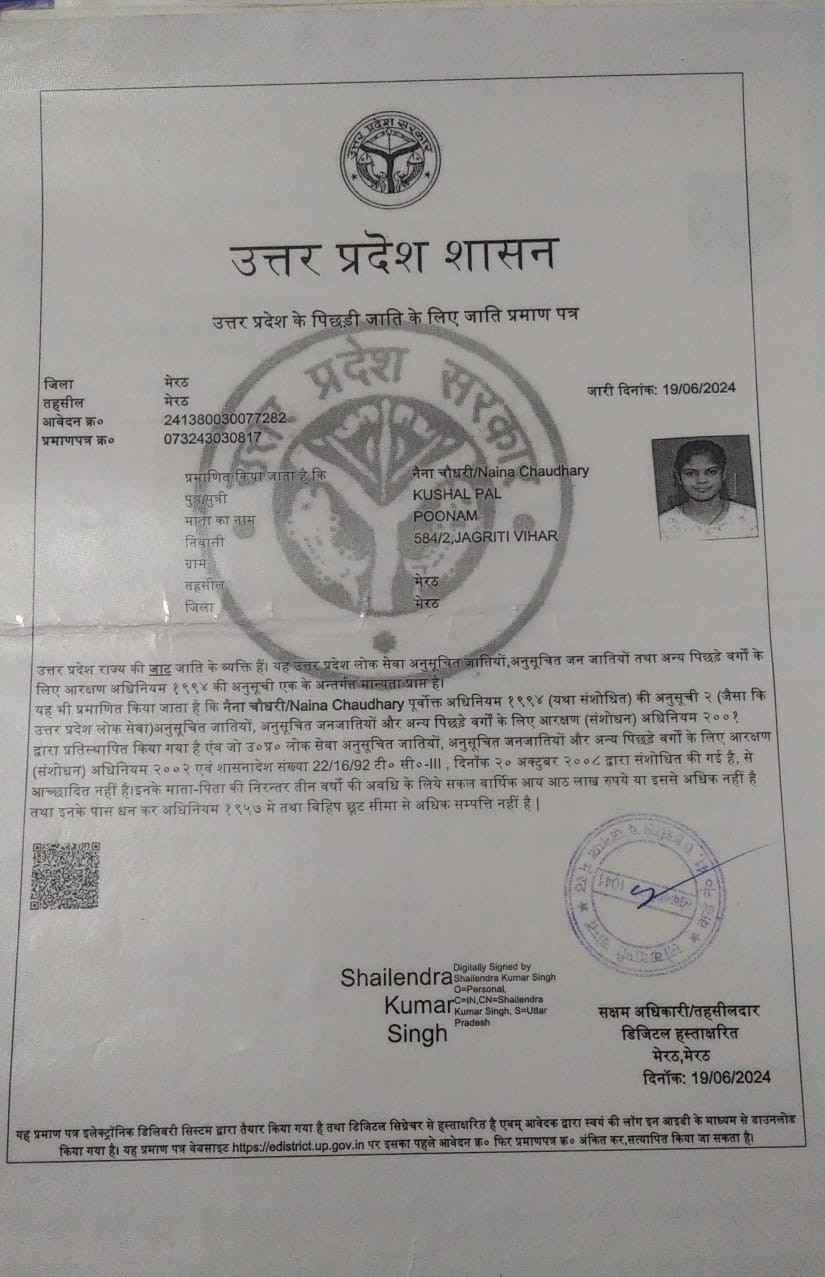 उत्तर प्रदेश सरकार
उत्तर प्रदेश शासन
उत्तर प्रदेश के पिछड़ी जाति के लिए जाति प्रमाण पत्र
जिला मेरठ
तहसील मेरठ
जारी दिनांक: 19/06/2024
आवेदन क्र० 241380030077282
प्रमाणपत्र क्र० 073243030817
प्रमाणित किया जाता है कि नैना चौधरी/Naina Chaudhary
पुत्र/पुत्री KUSHAL PAL
माता का नाम POONAM
निवासी 584/2,JAGRITI VIHAR
ग्राम
तहसील मेरठ
जिला मेरठ
उत्तर प्रदेश राज्य की जाट जाति के व्यक्ति हैं। यह उत्तर प्रदेश लोक सेवा अनुसूचित जातियों,अनुसूचित जन जातियों तथा अन्य पिछड़े वर्गों के
लिए आरक्षण अधिनियम १९९४ की अनुसूची एक के अन्तर्गत मान्यता प्राप्त है।
यह भी प्रमाणित किया जाता है कि नैना चौधरी/Naina Chaudhary पूर्वोक्त अधिनियम १९९४ (यथा संशोधित) की अनुसूची २ (जैसा कि
उत्तर प्रदेश लोक सेवा)अनुसूचित जातियों, अनुसूचित जनजातियों और अन्य पिछड़े वर्गों के लिए आरक्षण (संशोधन) अधिनियम २००१
द्वारा प्रतिस्थापित किया गया है एंव जो उ०प्र० लोक सेवा अनुसूचित जातियों, अनुसूचित जनजातियों और अन्य पिछड़े वर्गों के लिए आरक्षण
(संशोधन) अधिनियम २००२ एवं शासनादेश संख्या 22/16/92 टी० सी०-III , दिनाँक २० अक्टुबर २००८ द्वारा संशोधित की गई है, से
आच्छादित नहीं है।इनके माता-पिता की निरन्तर तीन वर्षो की अवधि के लिये सकल वार्षिक आय आठ लाख रुपये या इससे अधिक नहीं है
तथा इनके पास धन कर अधिनियम १९५७ में तथा विहिप छूट सीमा से अधिक सम्पत्ति नहीं है |
Shailendra
Kumar
Singh
Digitally Signed by
Shailendra Kumar Singh
O=Personal,
C=IN,CN=Shailendra
Kumar Singh, S=Uttar
Pradesh
सक्षम अधिकारी/तहसीलदार
डिजिटल हस्ताक्षरित
मेरठ,मेरठ
दिनाँक: 19/06/2024
यह प्रमाण पत्र इलेक्ट्रॉनिक डिलिवरी सिस्टम द्वारा तैयार किया गया है तथा डिजिटल सिग्नेचर से हस्ताक्षरित है एवम् आवेदक द्वारा स्वयं की लॉग इन आइडी के माध्यम से डाउनलोड
किया गया है। यह प्रमाण पत्र वेबसाइट https://edistrict.up.gov.in पर इसका पहले आवेदन क्र० फिर प्रमाणपत्र क्र० अंकित कर,सत्यापित किया जा सकता है।